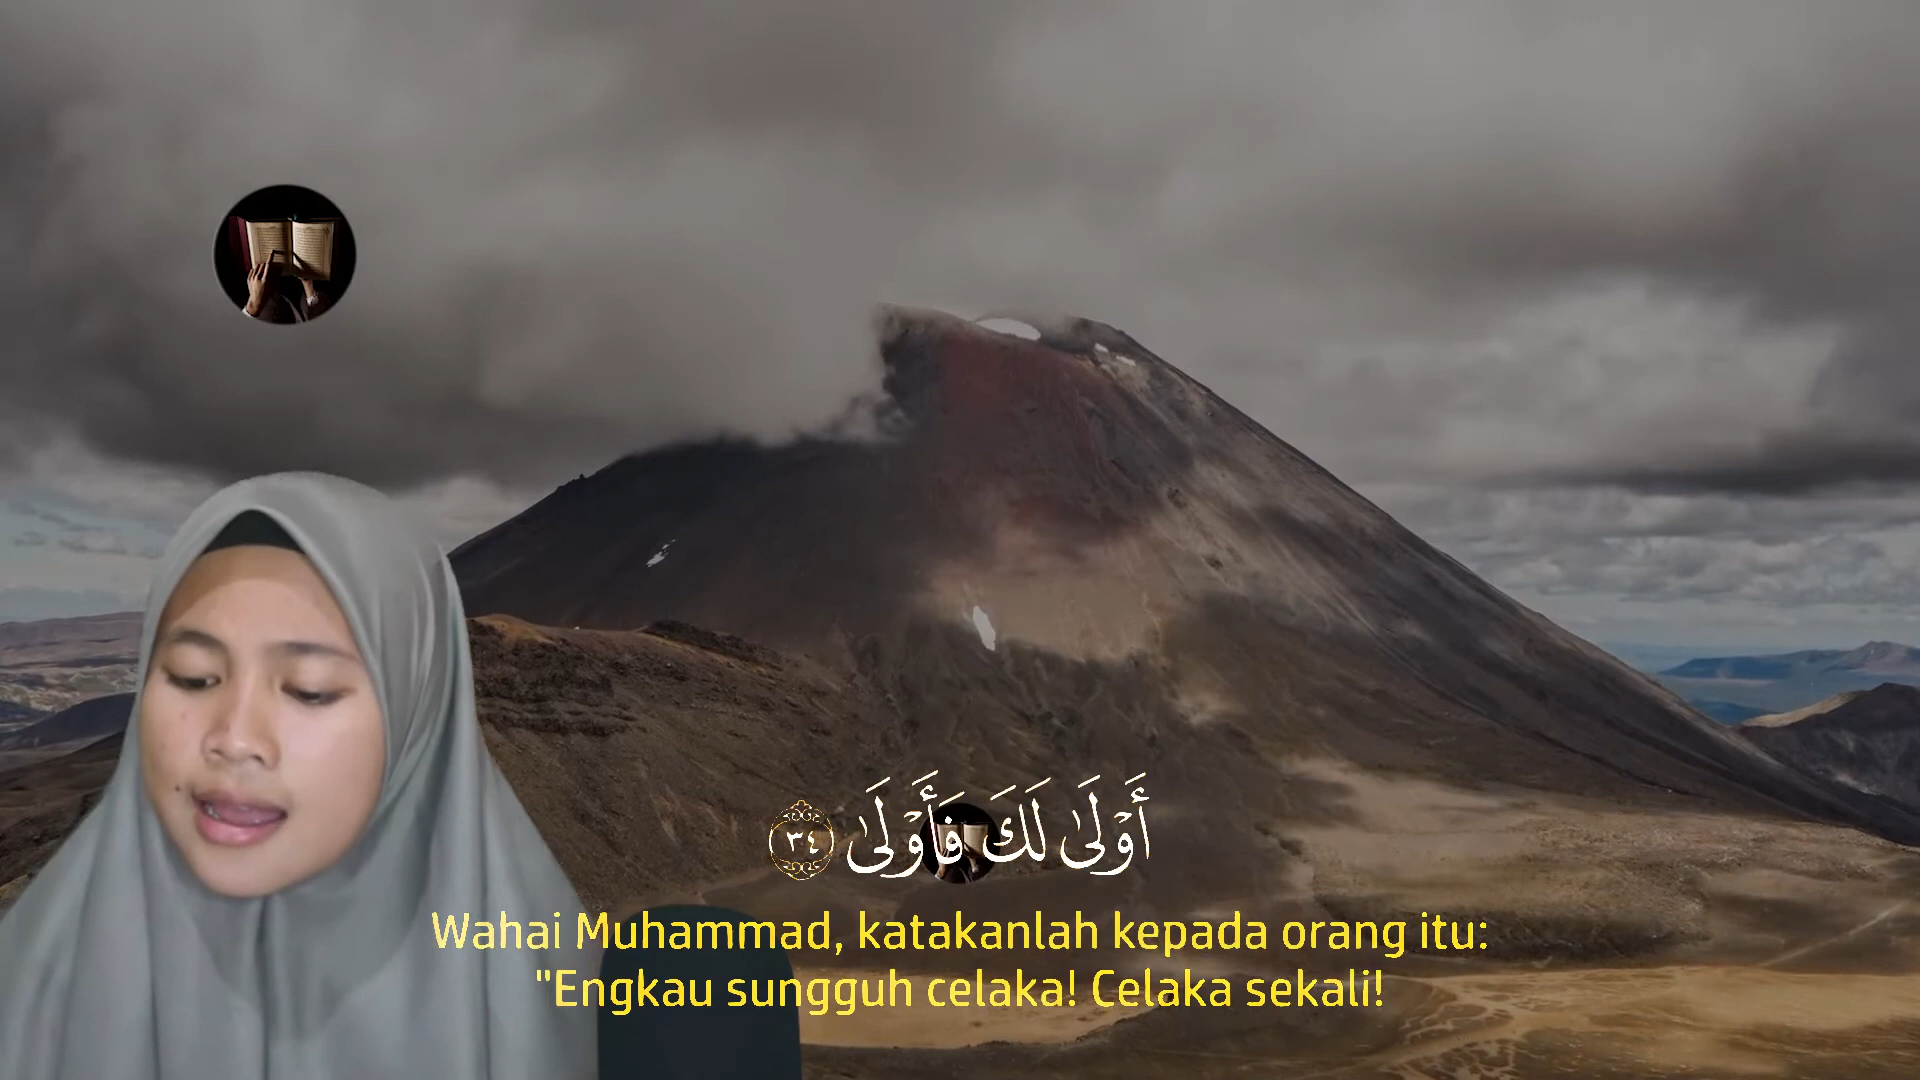 أَوْلَىٰ لَكَ فَأَوْلَىٰ ٣٤
Wahai Muhammad, katakanlah kepada orang itu:
"Engkau sungguh celaka! Celaka sekali!